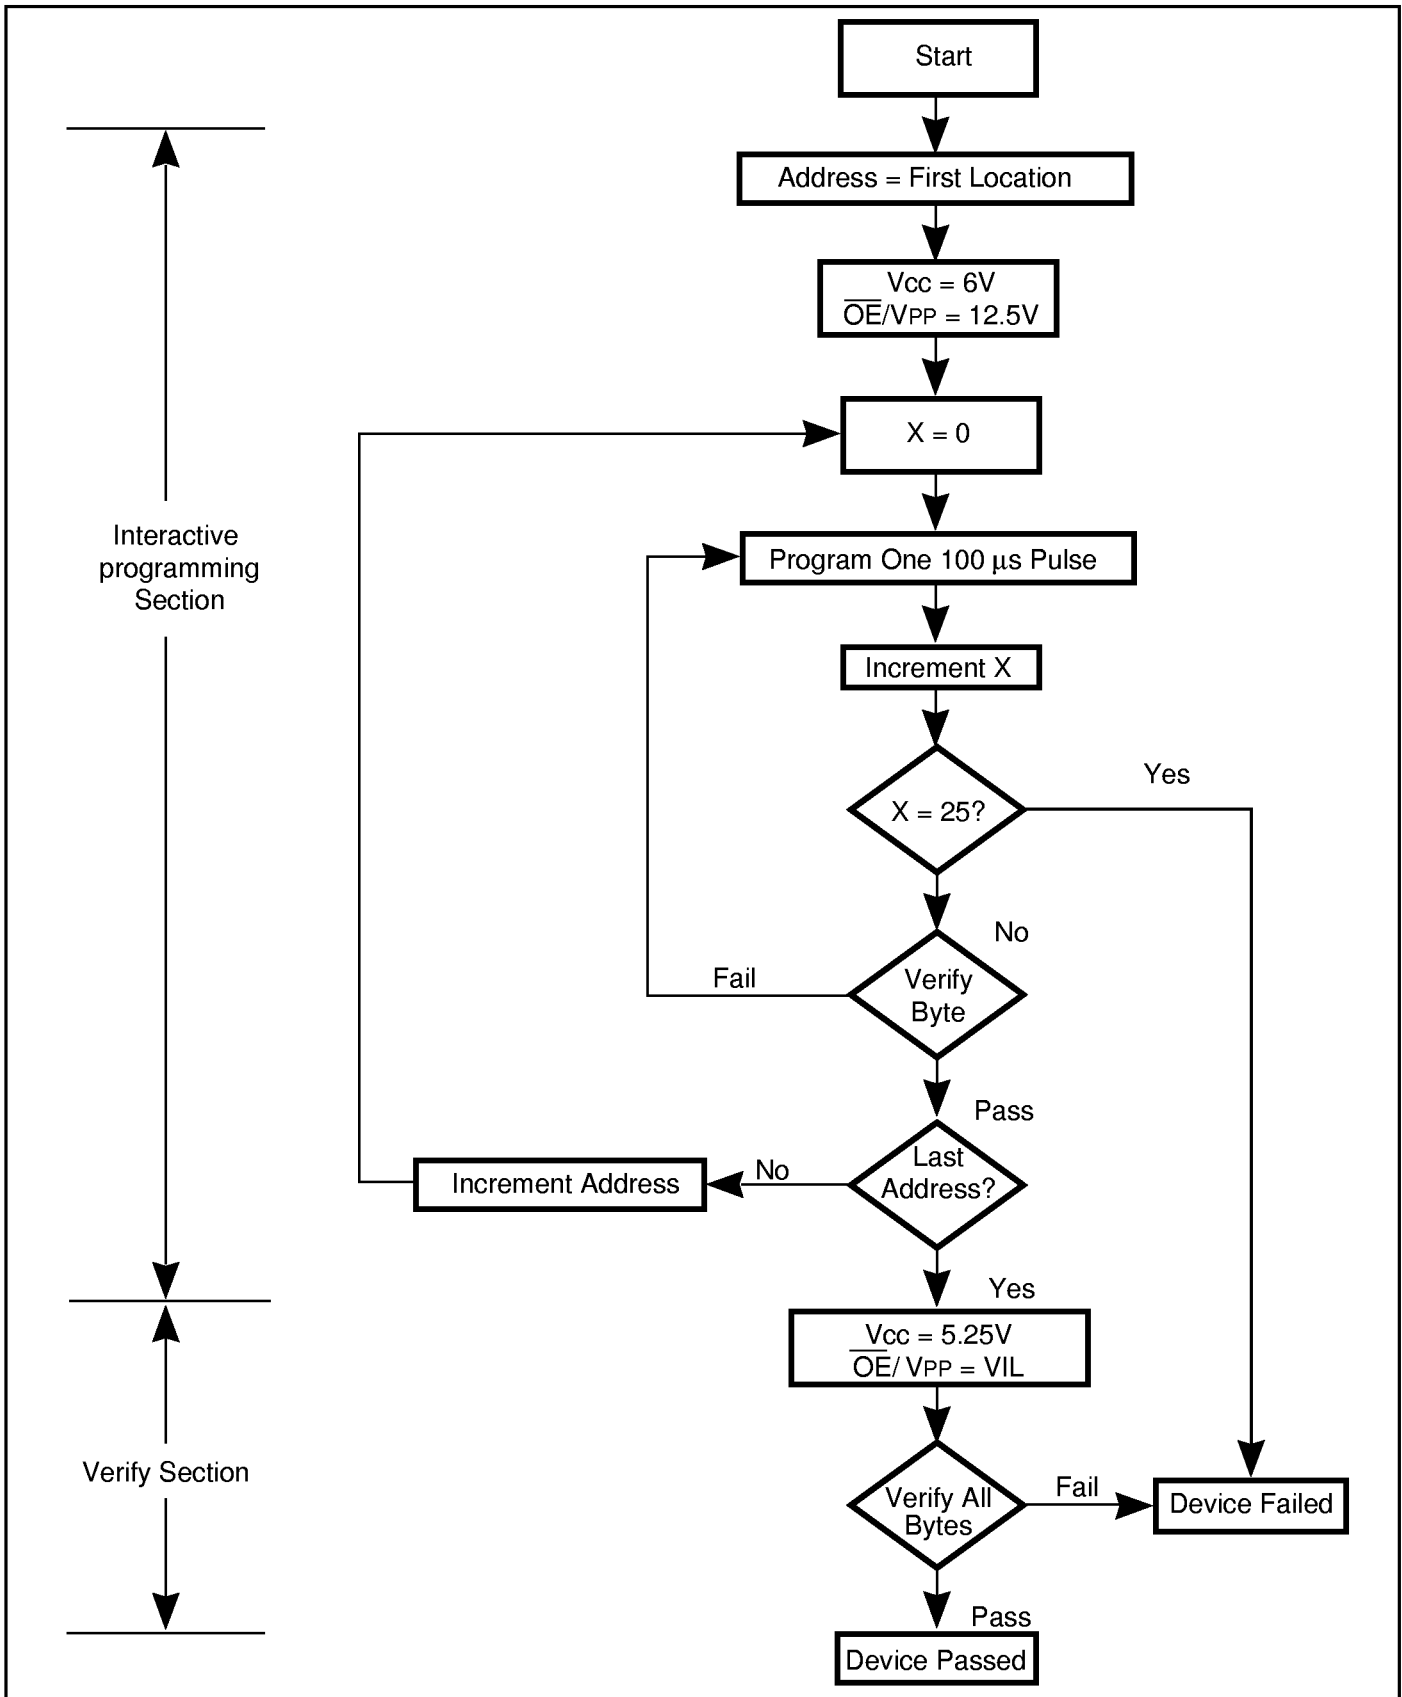 Start
Address = First Location
Vcc = 6V
O̅E̅/VPP = 12.5V
X = 0
Interactive
programming
Section
Program One 100 µs Pulse
Increment X
Yes
X = 25?
No
Fail
Verify
Byte
Pass
Last
Address?
No
Increment Address
Yes
Vcc = 5.25V
O̅E̅/ VPP = VIL
Verify Section
Verify All
Bytes
Fail
Device Failed
Pass
Device Passed